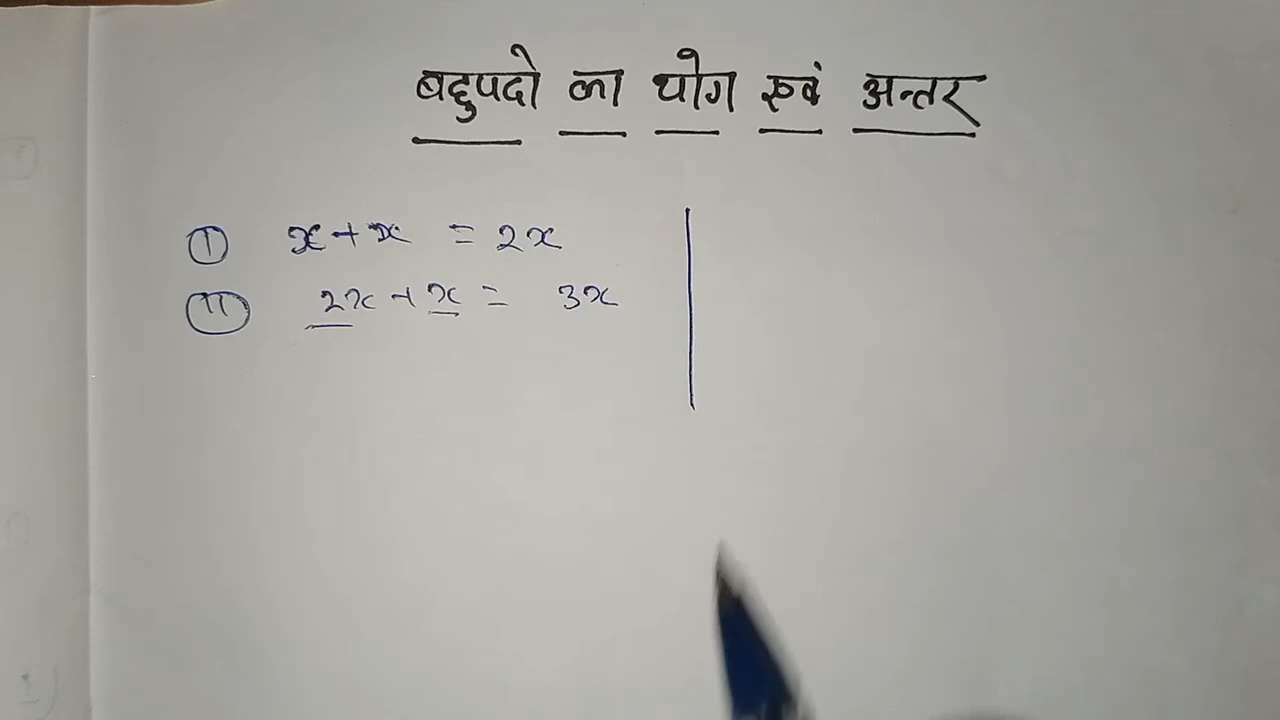 बहुपदो का योग एवं अन्तर
I x + x = 2x
II 2x + x = 3x